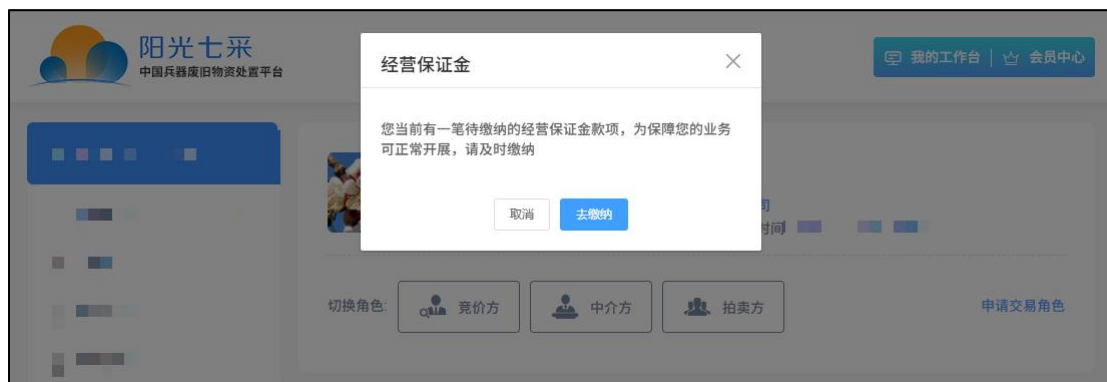 阳光七采
中国兵器废旧物资处置平台
我的工作台
会员中心
经营保证金
您当前有一笔待缴纳的经营保证金款项，为保障您的业务
可正常开展，请及时缴纳
取消
去缴纳
司
时间
切换角色:
竞价方
中介方
拍卖方
申请交易角色